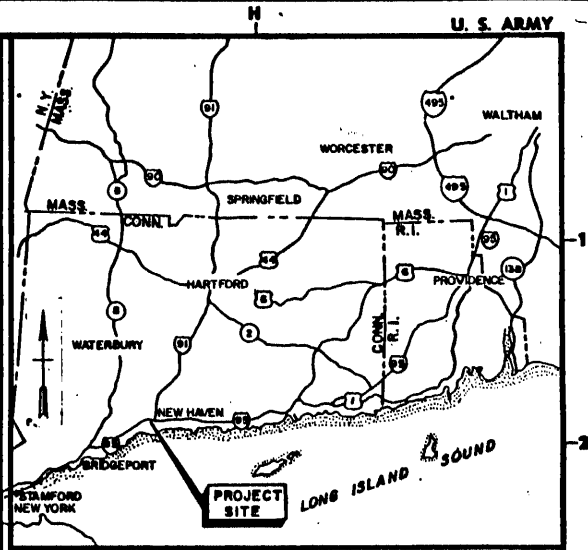 H
U. S. ARMY
N.Y.
MASS.
91
495
WALTHAM
WORCESTER
90
90
8
495
1
SPRINGFIELD
MASS.
CONN.
MASS.
R.I.
44
95
1
44
6
138
HARTFORD
PROVIDENCE
6
8
2
CONN.
R.I.
WATERBURY
91
95
1
NEW HAVEN
95
2
95
BRIDGEPORT
LONG ISLAND SOUND
STAMFORD
NEW YORK
PROJECT
SITE